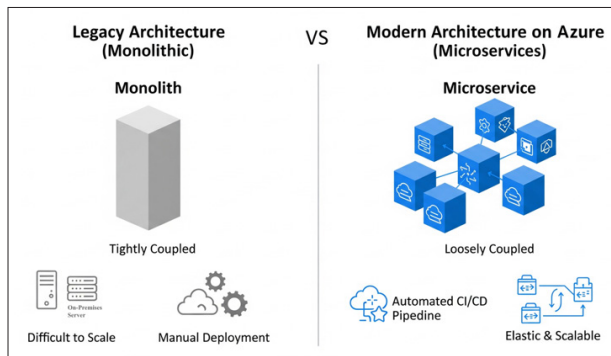 Legacy Architecture
(Monolithic)
VS
Modern Architecture on Azure
(Microservices)
Monolith
Tightly Coupled
On-Premises
Server
Difficult to Scale
Manual Deployment
Microservice
Loosely Coupled
Automated CI/CD
Pipeline
Elastic & Scalable